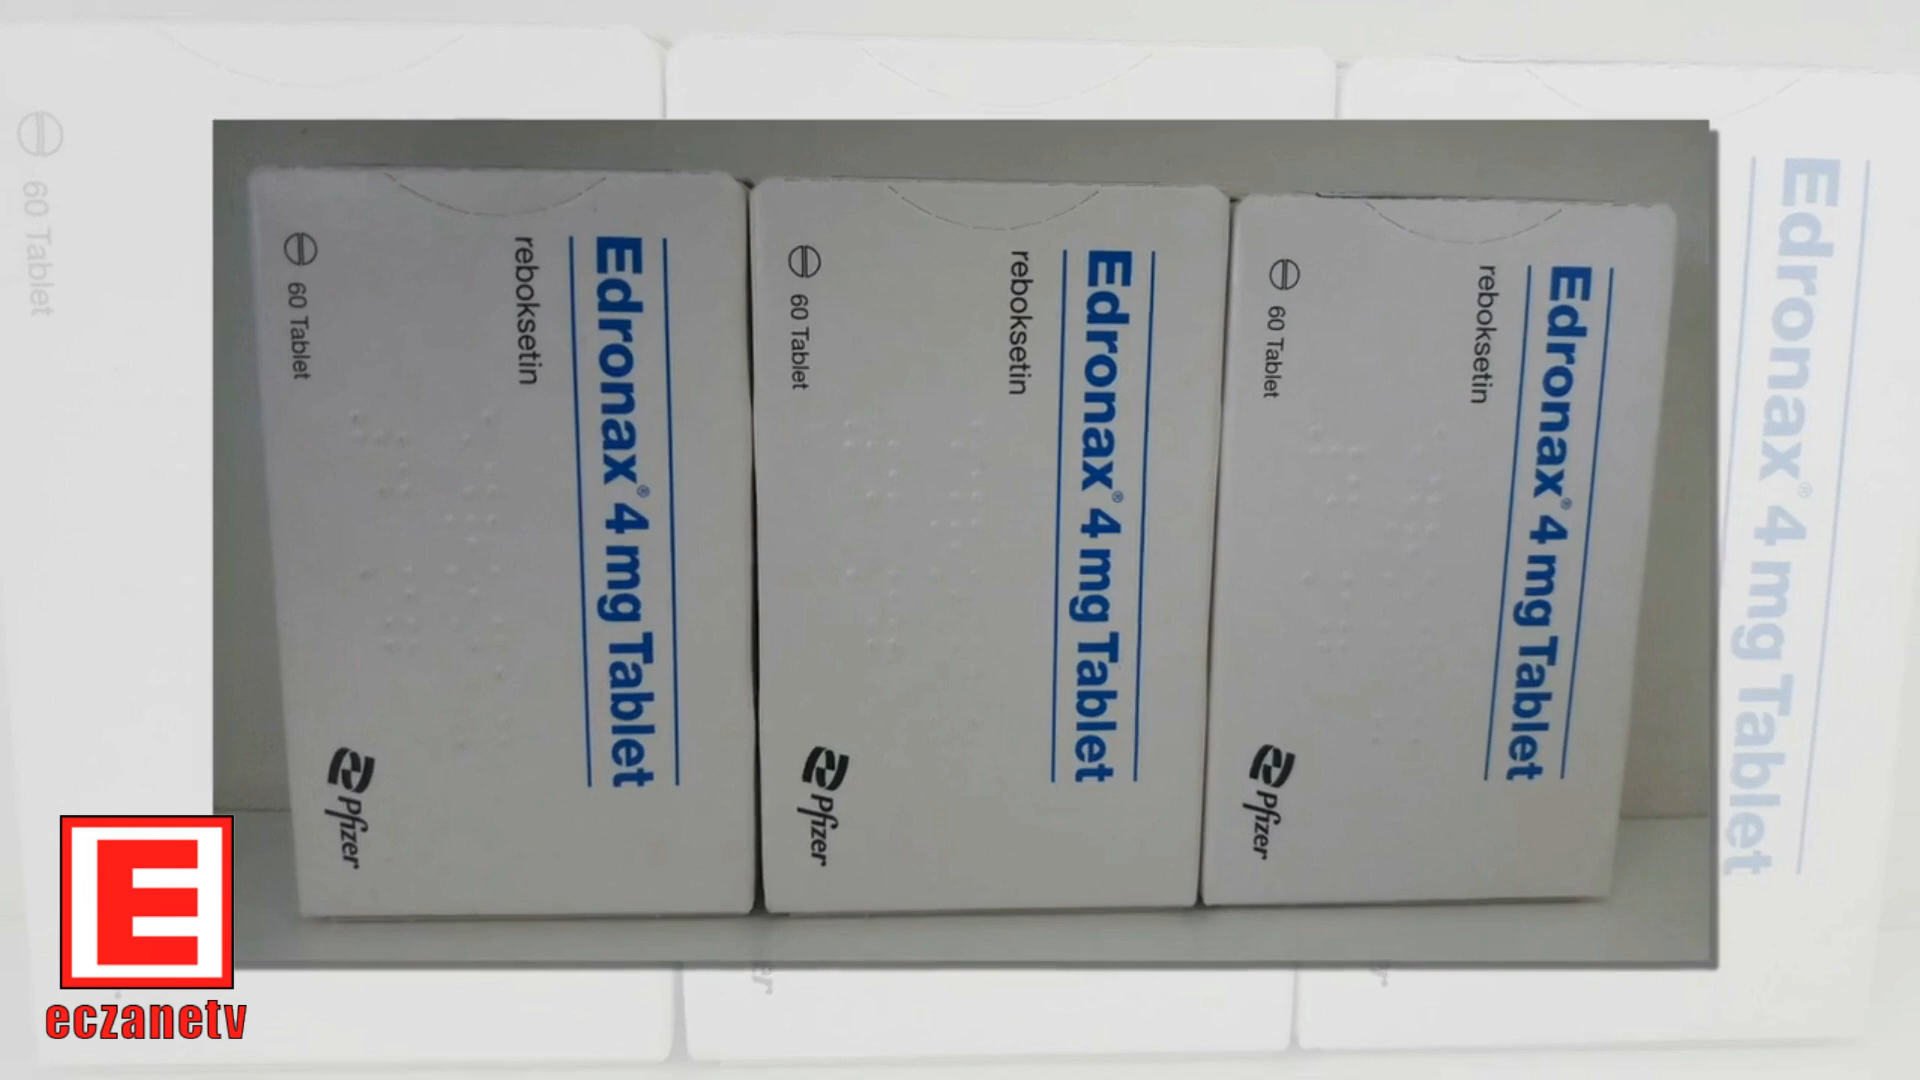 Edronax® 4 mg Tablet
reboksetin
60 Tablet
Pfizer
Edronax® 4 mg Tablet
reboksetin
60 Tablet
Pfizer
Edronax® 4 mg Tablet
reboksetin
60 Tablet
Pfizer
60 Tablet
Edronax® 4 mg Tablet
E
eczanetv